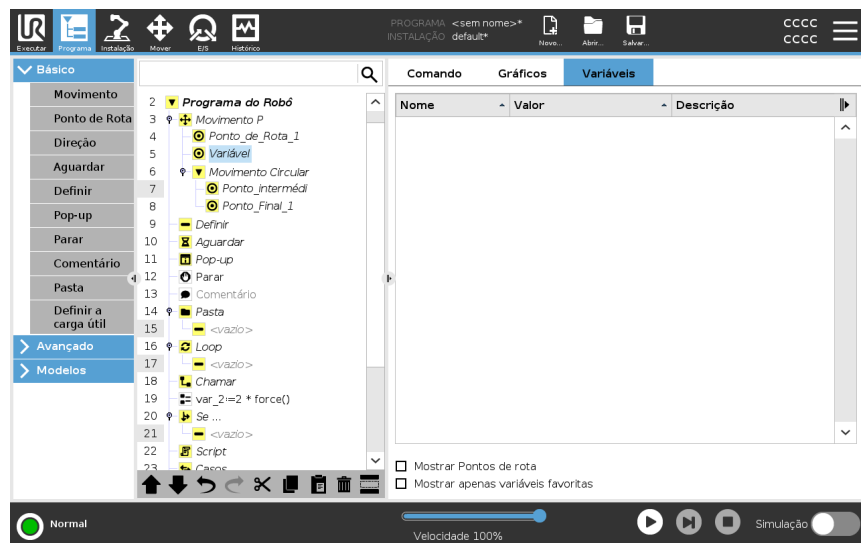 PROGRAMA <sem nome>*
INSTALAÇÃO default*
CCCC
CCCC
Executar Programa Instalação Mover E/S Histórico Novo... Abrir... Salvar...
Básico
Movimento
Ponto de Rota
Direção
Aguardar
Definir
Pop-up
Parar
Comentário
Pasta
Definir a
carga útil
Avançado
Modelos
2 Programa do Robô
3 Movimento P
4 Ponto_de_Rota_1
5 Variável
6 Movimento Circular
7 Ponto_intermédi
8 Ponto_Final_1
9 Definir
10 Aguardar
11 Pop-up
12 Parar
13 Comentário
14 Pasta
15 <vazio>
16 Loop
17 <vazio>
18 Chamar
19 var_2:=2 * force()
20 Se ...
21 <vazio>
22 Script
23 Casos
Comando Gráficos Variáveis
Nome Valor Descrição
Mostrar Pontos de rota
Mostrar apenas variáveis favoritas
Normal
Velocidade 100%
Simulação